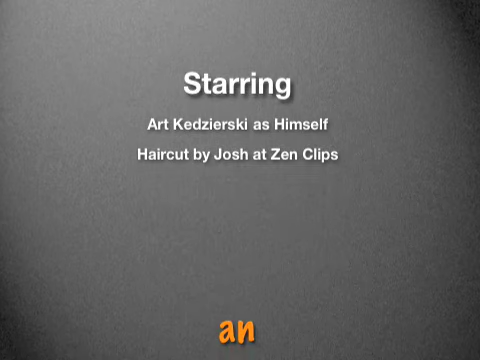 Starring
Art Kedzierski as Himself
Haircut by Josh at Zen Clips
an